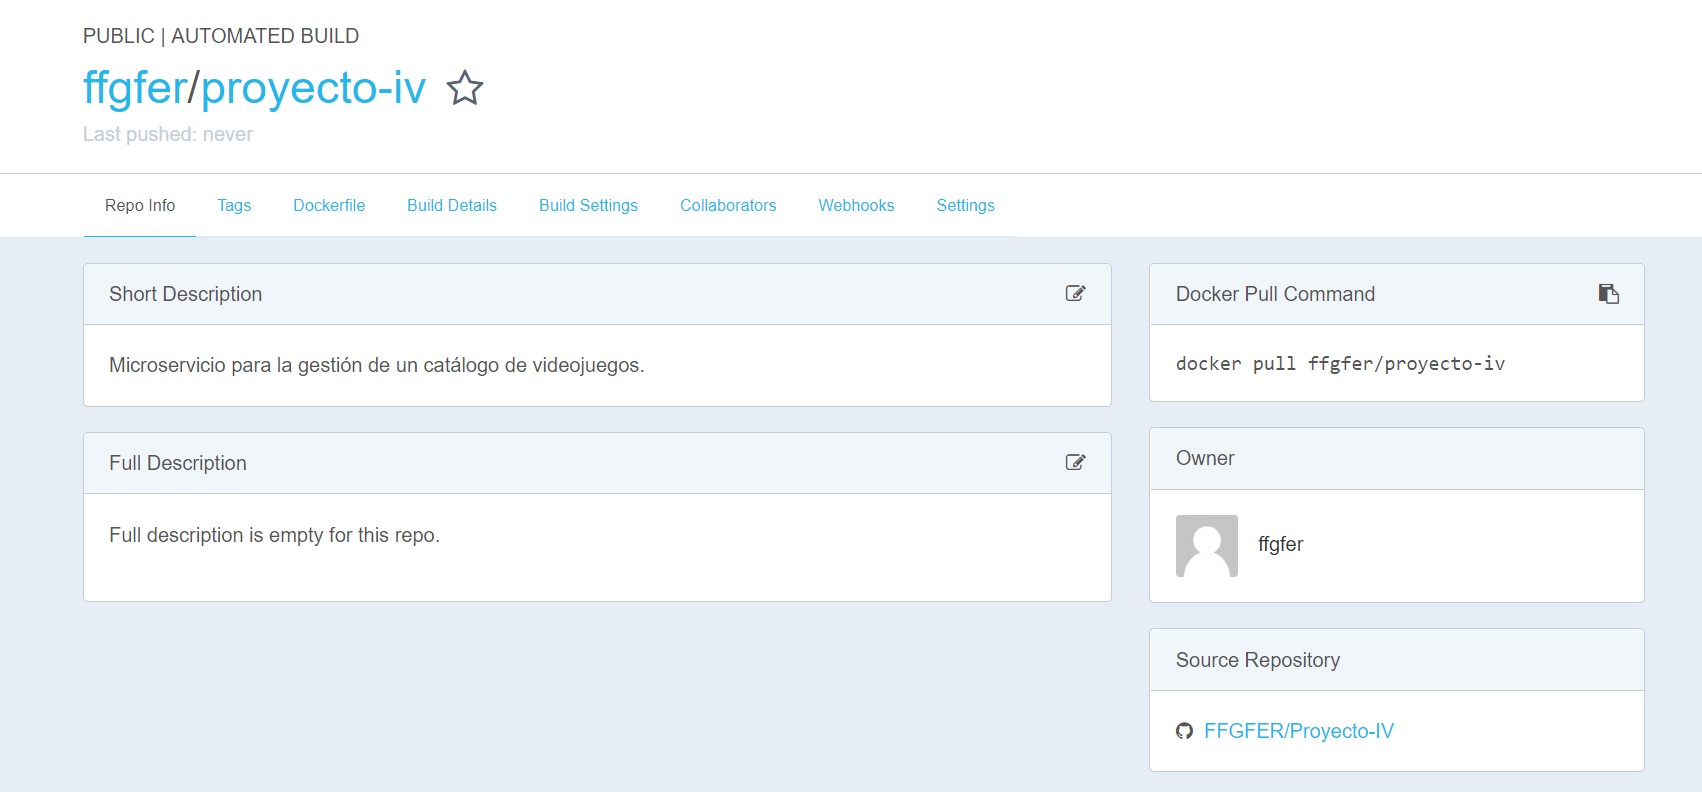 PUBLIC | AUTOMATED BUILD
ffgfer/proyecto-iv
Last pushed: never
Repo Info Tags Dockerfile Build Details Build Settings Collaborators Webhooks Settings
Short Description
Microservicio para la gestión de un catálogo de videojuegos.
Full Description
Full description is empty for this repo.
Docker Pull Command
docker pull ffgfer/proyecto-iv
Owner
ffgfer
Source Repository
FFGFER/Proyecto-IV